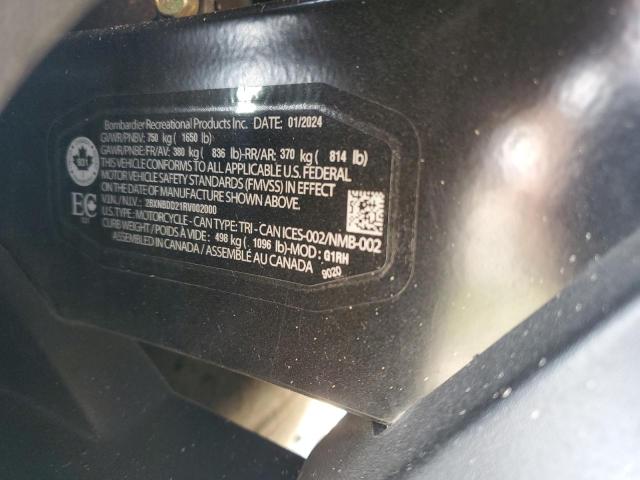 Bombardier Recreational Products Inc. DATE: 01/2024
GVWR/PNBV: 750 kg ( 1650 lb)
GAWR/PNBE:FR/AV: 380 kg ( 836 lb)-RR/AR: 370 kg ( 814 lb)
THIS VEHICLE CONFORMS TO ALL APPLICABLE U.S. FEDERAL
MOTOR VEHICLE SAFETY STANDARDS (FMVSS) IN EFFECT
ON THE DATE OF MANUFACTURE SHOWN ABOVE.
V.I.N./N.I.V.: 2BXNBDD21RV002000
U.S.TYPE: MOTORCYCLE - CAN TYPE: TRI - CAN ICES-002/NMB-002
CURB WEIGHT / POIDS À VIDE : 498 kg ( 1096 lb)-MOD : G1RH
ASSEMBLED IN CANADA / ASSEMBLÉ AU CANADA
9020
EC